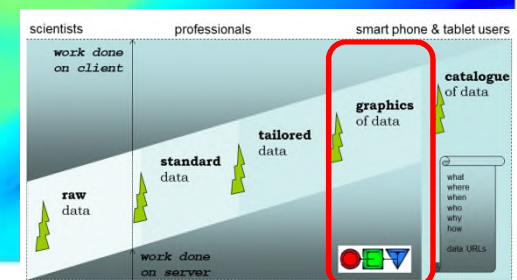 scientists professionals smart phone & tablet users
work done
on client
catalogue
of data
graphics
of data
tailored
data
standard
data
raw
data
what
where
when
who
why
how
data URLs
work done
on server